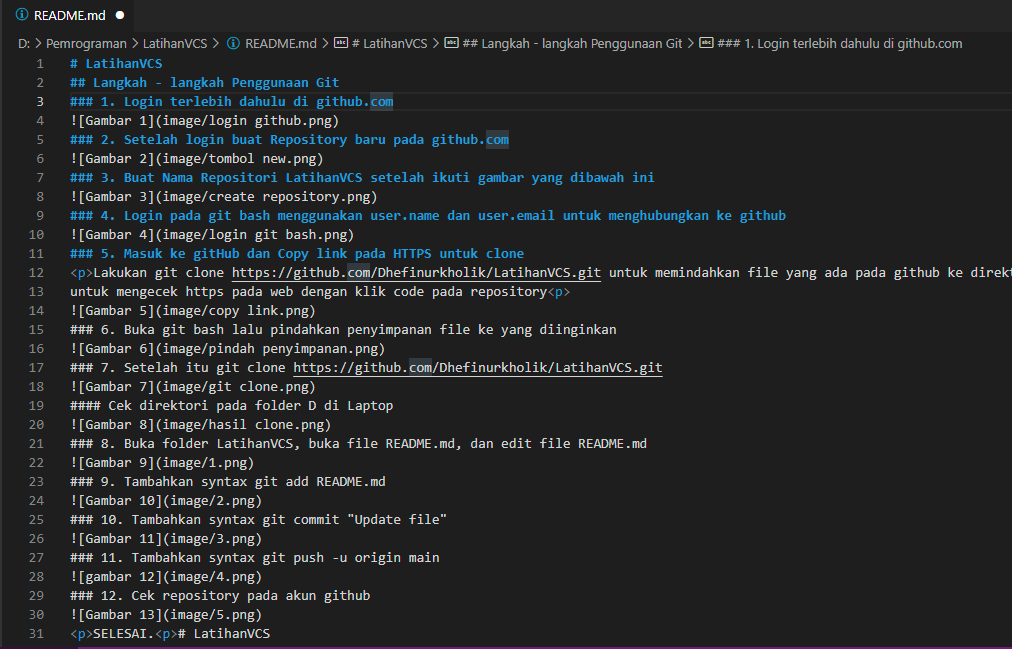 README.md
D: > Pemrograman > LatihanVCS > README.md > # LatihanVCS > ## Langkah - langkah Penggunaan Git > ### 1. Login terlebih dahulu di github.com
1 # LatihanVCS
2 ## Langkah - langkah Penggunaan Git
3 ### 1. Login terlebih dahulu di github.com
4 ![Gambar 1](image/login github.png)
5 ### 2. Setelah login buat Repository baru pada github.com
6 ![Gambar 2](image/tombol new.png)
7 ### 3. Buat Nama Repositori LatihanVCS setelah ikuti gambar yang dibawah ini
8 ![Gambar 3](image/create repository.png)
9 ### 4. Login pada git bash menggunakan user.name dan user.email untuk menghubungkan ke github
10 ![Gambar 4](image/login git bash.png)
11 ### 5. Masuk ke gitHub dan Copy link pada HTTPS untuk clone
12 <p>Lakukan git clone https://github.com/Dhefinurkholik/LatihanVCS.git untuk memindahkan file yang ada pada github ke direkt
13 untuk mengecek https pada web dengan klik code pada repository<p>
14 ![Gambar 5](image/copy link.png)
15 ### 6. Buka git bash lalu pindahkan penyimpanan file ke yang diinginkan
16 ![Gambar 6](image/pindah penyimpanan.png)
17 ### 7. Setelah itu git clone https://github.com/Dhefinurkholik/LatihanVCS.git
18 ![Gambar 7](image/git clone.png)
19 #### Cek direktori pada folder D di Laptop
20 ![Gambar 8](image/hasil clone.png)
21 ### 8. Buka folder LatihanVCS, buka file README.md, dan edit file README.md
22 ![Gambar 9](image/1.png)
23 ### 9. Tambahkan syntax git add README.md
24 ![Gambar 10](image/2.png)
25 ### 10. Tambahkan syntax git commit "Update file"
26 ![Gambar 11](image/3.png)
27 ### 11. Tambahkan syntax git push -u origin main
28 ![gambar 12](image/4.png)
29 ### 12. Cek repository pada akun github
30 ![Gambar 13](image/5.png)
31 <p>SELESAI.<p># LatihanVCS